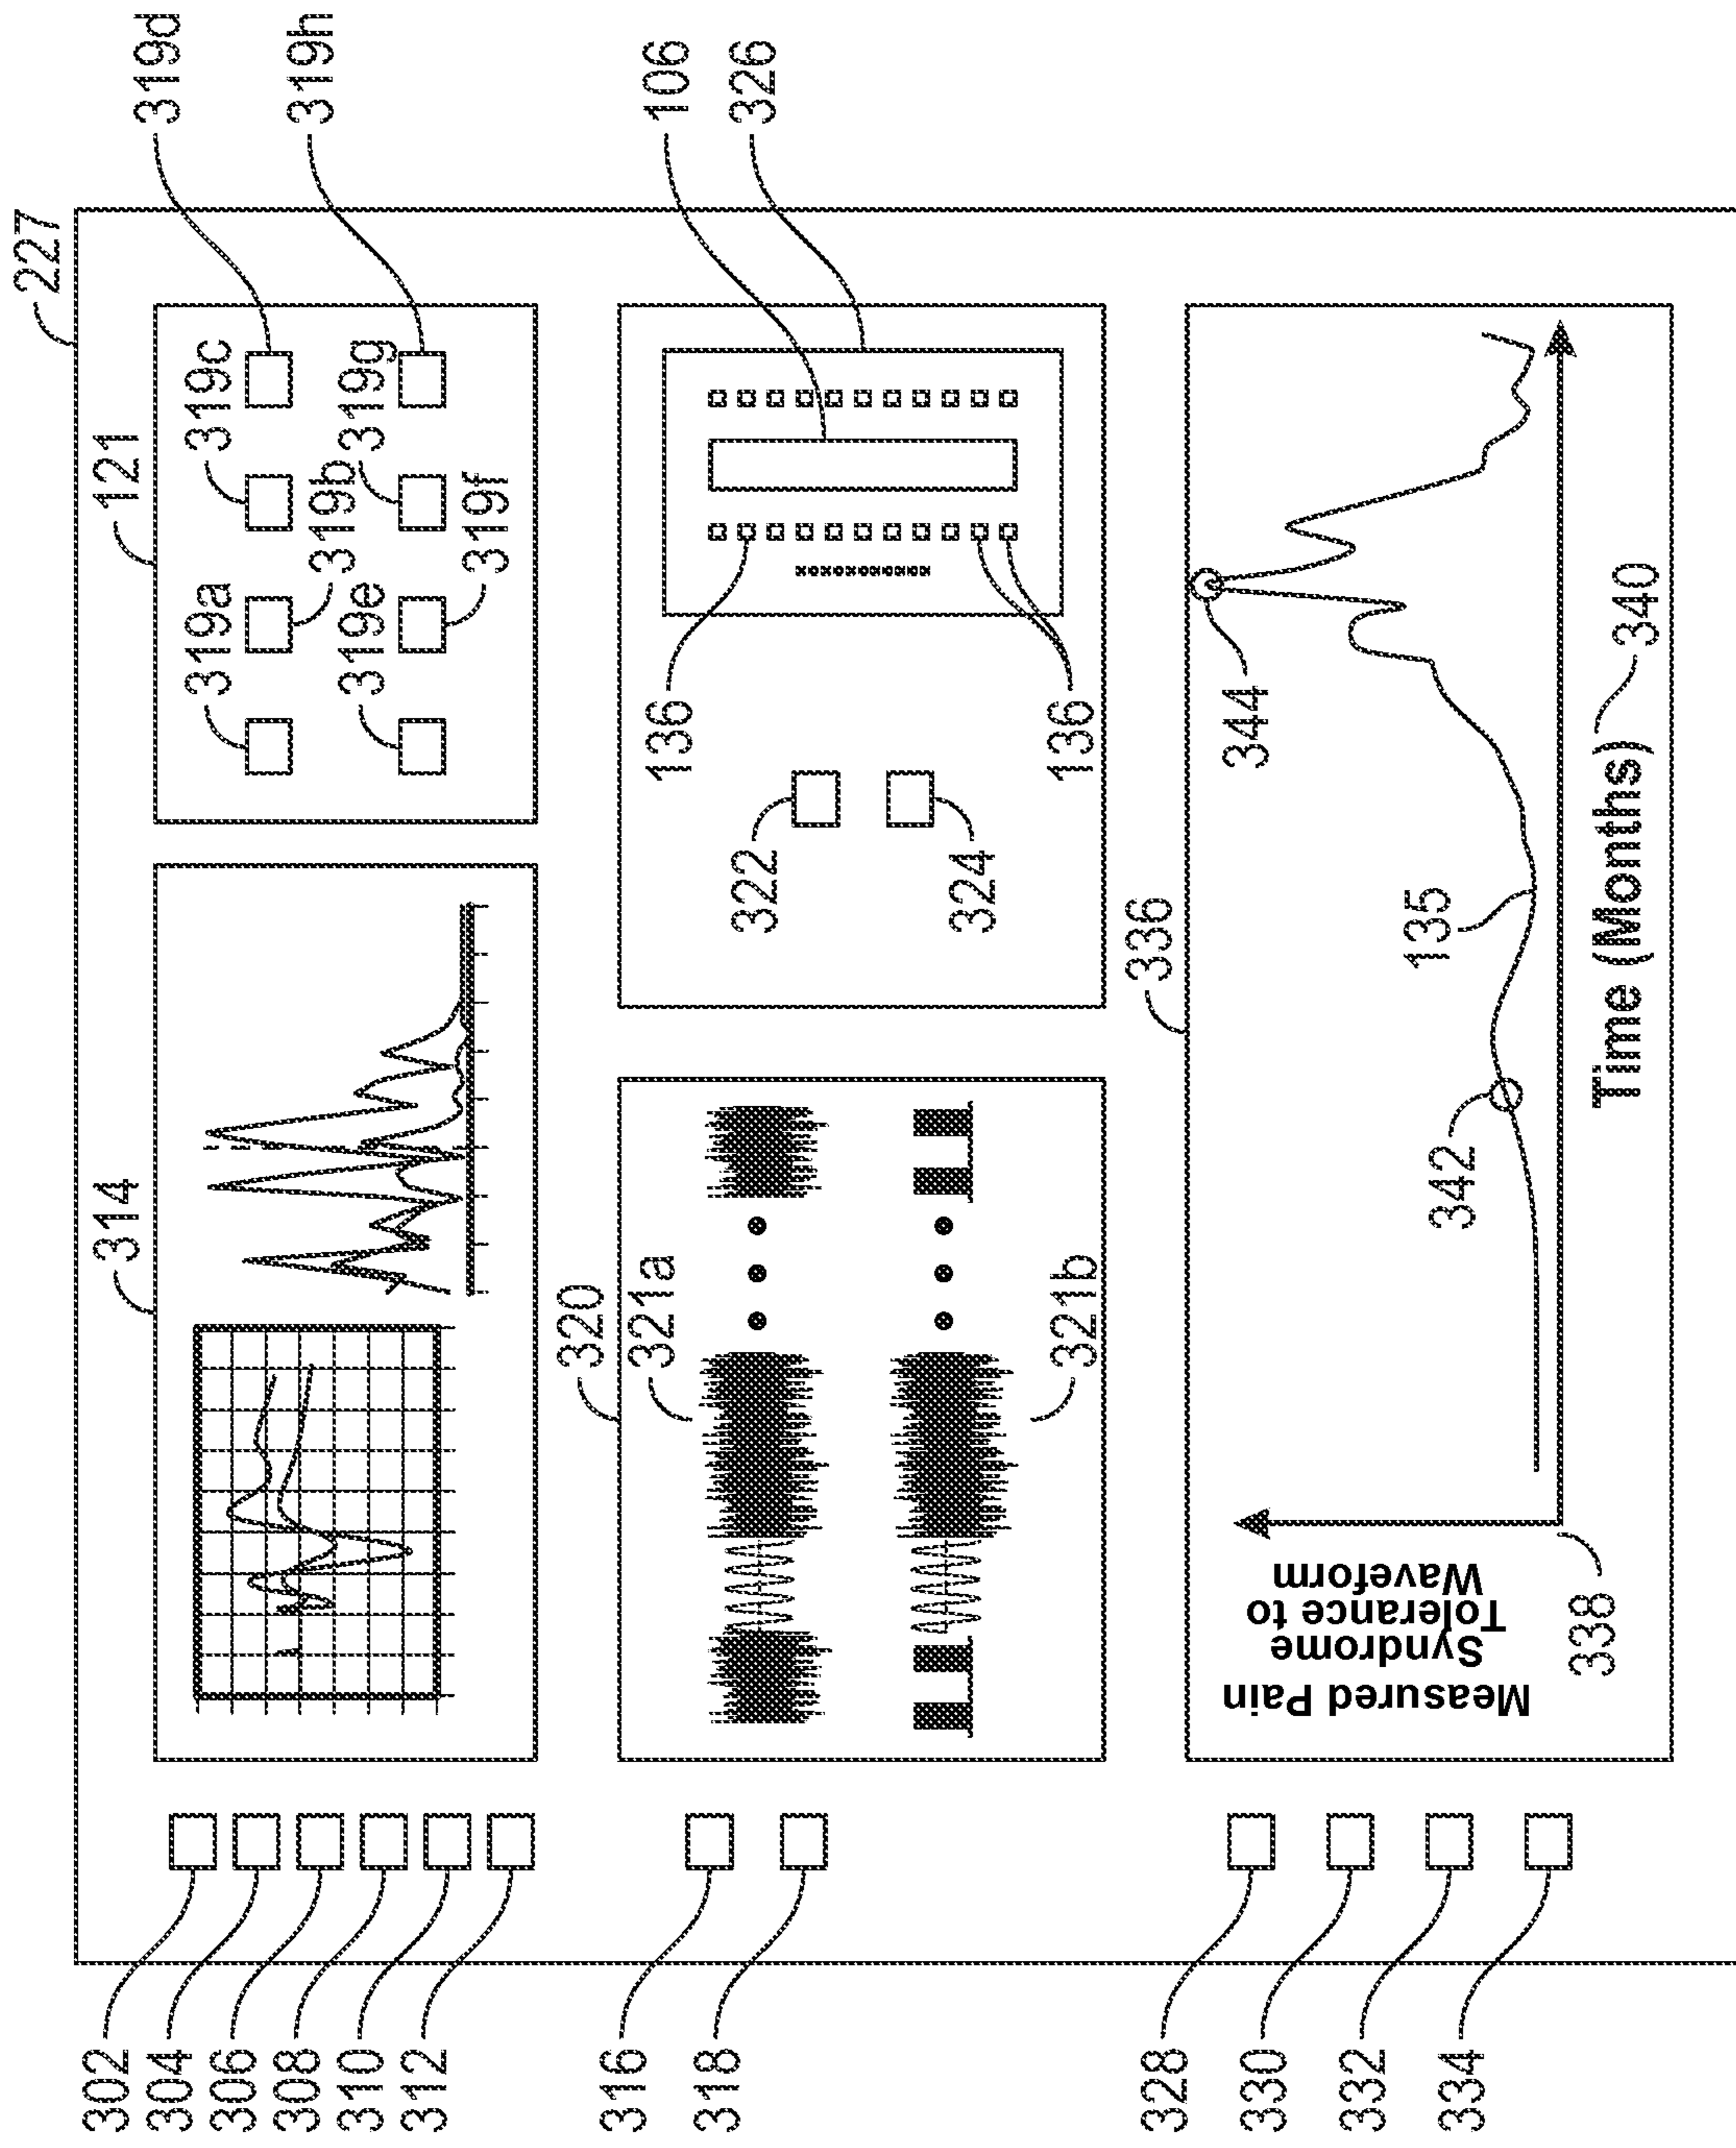 227
302
314
121
319d
304
319a
319c
306
319b
319h
308
319e
319g
310
319f
312
320
316
321a
136
106
318
322
326
324
321b
136
336
328
330
332
334
Measured Pain
Syndrome
Tolerance to
Waveform
342
135
344
338
Time (Months)
340